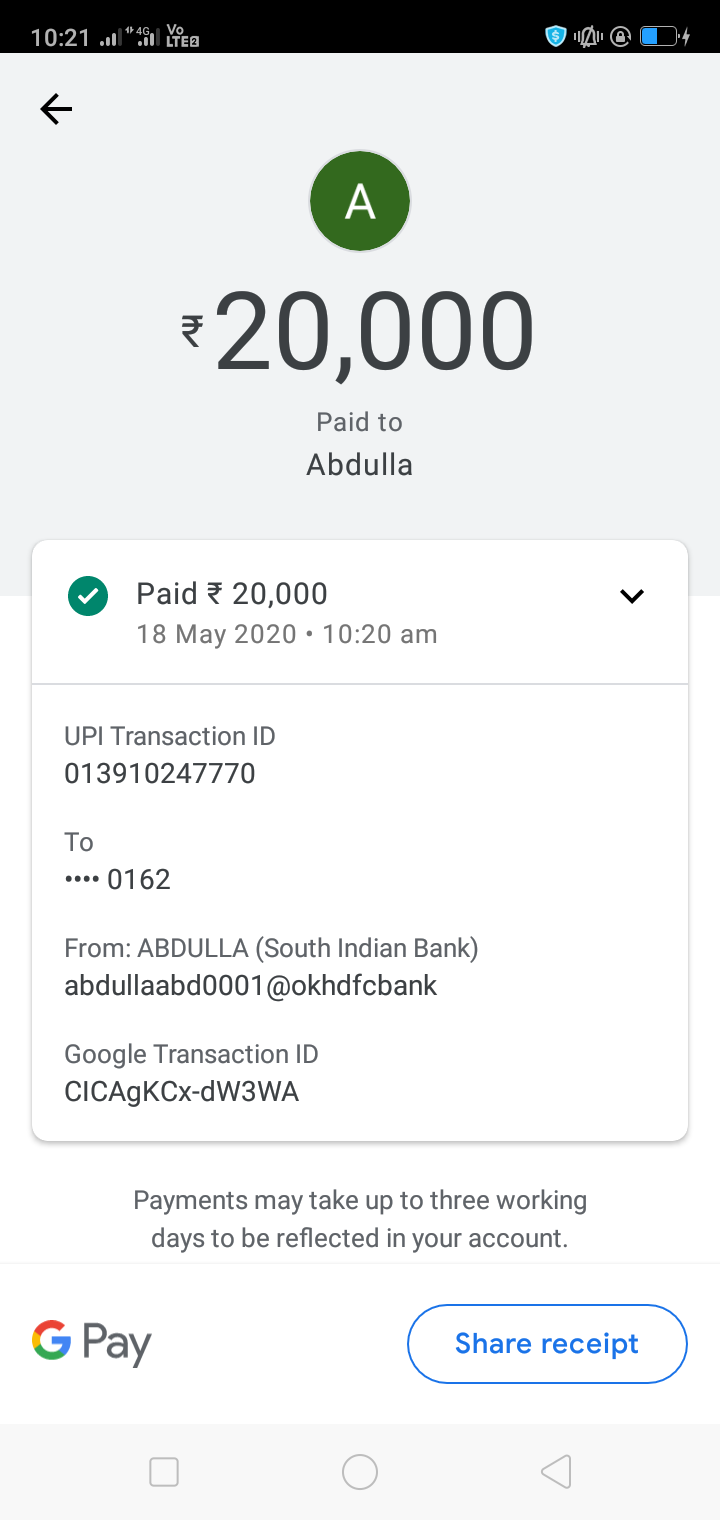 10:21 4G Vo LTE2
A
₹20,000
Paid to
Abdulla
Paid ₹ 20,000
18 May 2020 • 10:20 am
UPI Transaction ID
013910247770
To
•••• 0162
From: ABDULLA (South Indian Bank)
abdullaabd0001@okhdfcbank
Google Transaction ID
CICAgKCx-dW3WA
Payments may take up to three working
days to be reflected in your account.
G Pay
Share receipt